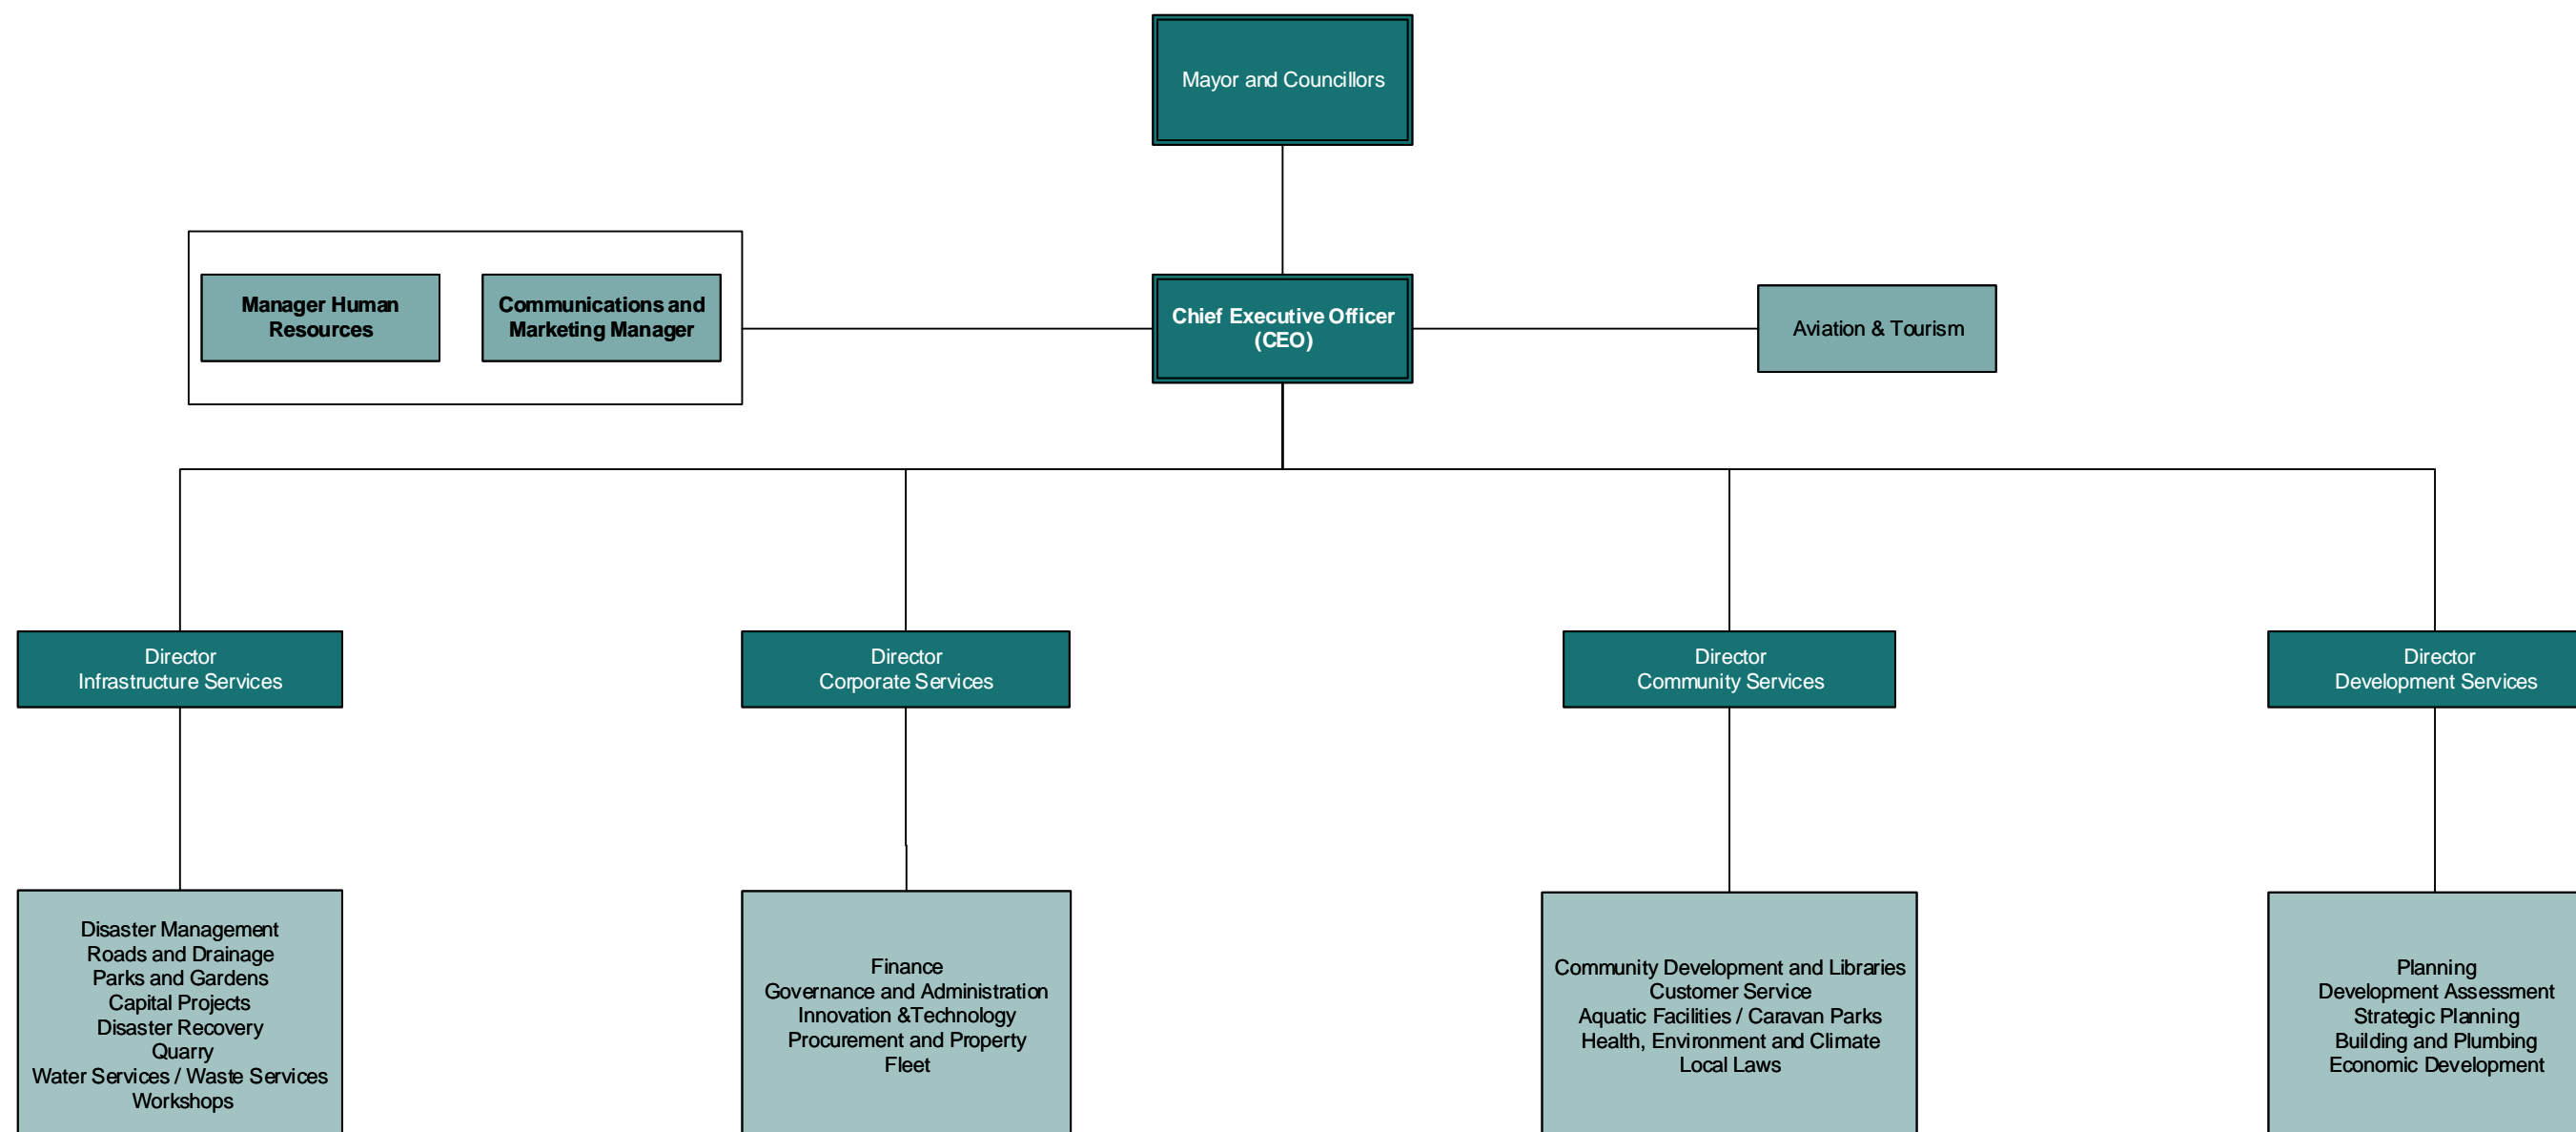 Mayor and Councillors
Manager Human
Resources
Communications and
Marketing Manager
Chief Executive Officer
(CEO)
Aviation & Tourism
Director
Infrastructure Services
Director
Corporate Services
Director
Community Services
Director
Development Services
Disaster Management
Roads and Drainage
Parks and Gardens
Capital Projects
Disaster Recovery
Quarry
Water Services / Waste Services
Workshops
Finance
Governance and Administration
Innovation &Technology
Procurement and Property
Fleet
Community Development and Libraries
Customer Service
Aquatic Facilities / Caravan Parks
Health, Environment and Climate
Local Laws
Planning
Development Assessment
Strategic Planning
Building and Plumbing
Economic Development